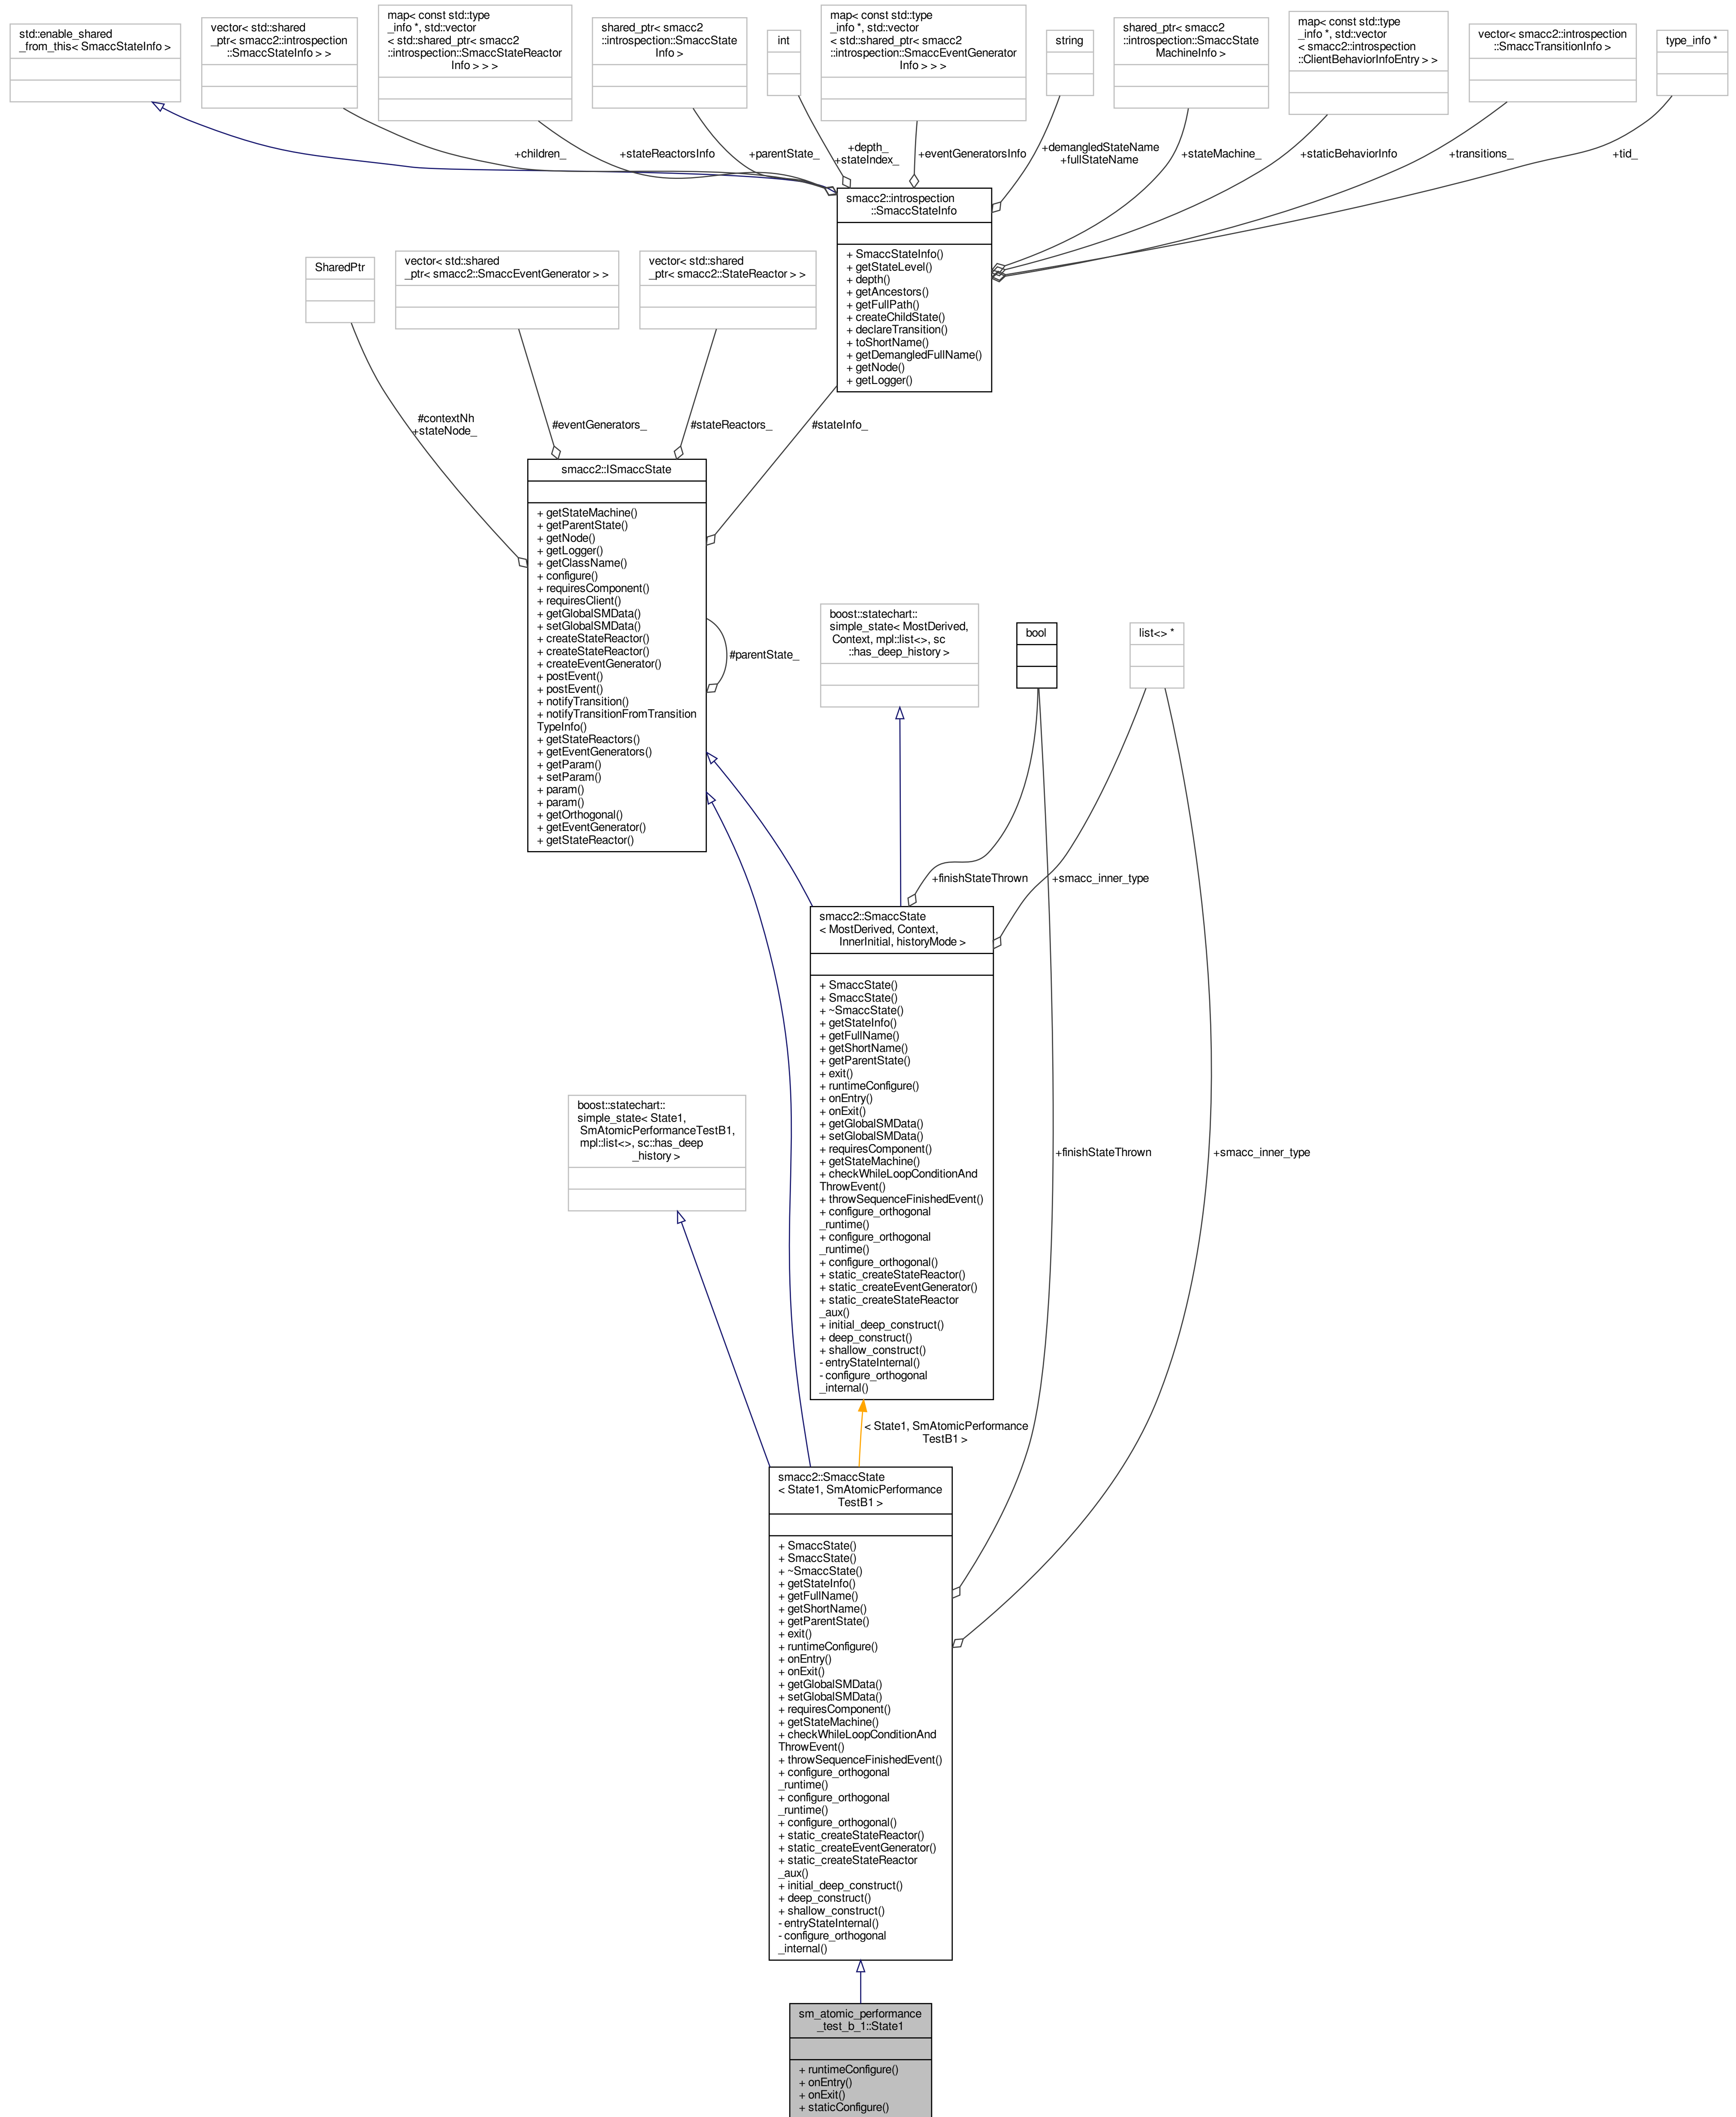 std::enable_shared
_from_this< SmaccStateInfo >
vector< std::shared
_ptr< smacc2::introspection
::SmaccStateInfo > >
map< const std::type
_info *, std::vector
< std::shared_ptr< smacc2
::introspection::SmaccStateReactor
Info > > >
shared_ptr< smacc2
::introspection::SmaccState
Info >
int
map< const std::type
_info *, std::vector
< std::shared_ptr< smacc2
::introspection::SmaccEventGenerator
Info > > >
string
shared_ptr< smacc2
::introspection::SmaccState
MachineInfo >
map< const std::type
_info *, std::vector
< smacc2::introspection
::ClientBehaviorInfoEntry > >
vector< smacc2::introspection
::SmaccTransitionInfo >
type_info *
+children_
+stateReactorsInfo
+parentState_
+depth_
+stateIndex_
+eventGeneratorsInfo
+demangledStateName
+fullStateName
+stateMachine_
+staticBehaviorInfo
+transitions_
+tid_
smacc2::introspection
::SmaccStateInfo
+ SmaccStateInfo()
+ getStateLevel()
+ depth()
+ getAncestors()
+ getFullPath()
+ createChildState()
+ declareTransition()
+ toShortName()
+ getDemangledFullName()
+ getNode()
+ getLogger()
SharedPtr
vector< std::shared
_ptr< smacc2::SmaccEventGenerator > >
vector< std::shared
_ptr< smacc2::StateReactor > >
#contextNh
+stateNode_
#eventGenerators_
#stateReactors_
#stateInfo_
smacc2::ISmaccState
+ getStateMachine()
+ getParentState()
+ getNode()
+ getLogger()
+ getClassName()
+ configure()
+ requiresComponent()
+ requiresClient()
+ getGlobalSMData()
+ setGlobalSMData()
+ createStateReactor()
+ createStateReactor()
+ createEventGenerator()
+ postEvent()
+ postEvent()
+ notifyTransition()
+ notifyTransitionFromTransition
TypeInfo()
+ getStateReactors()
+ getEventGenerators()
+ getParam()
+ setParam()
+ param()
+ param()
+ getOrthogonal()
+ getEventGenerator()
+ getStateReactor()
#parentState_
boost::statechart::
simple_state< MostDerived,
Context, mpl::list<>, sc
::has_deep_history >
bool
list<> *
+finishStateThrown
+smacc_inner_type
smacc2::SmaccState
< MostDerived, Context,
InnerInitial, historyMode >
+ SmaccState()
+ SmaccState()
+ ~SmaccState()
+ getStateInfo()
+ getFullName()
+ getShortName()
+ getParentState()
+ exit()
+ runtimeConfigure()
+ onEntry()
+ onExit()
+ getGlobalSMData()
+ setGlobalSMData()
+ requiresComponent()
+ getStateMachine()
+ checkWhileLoopConditionAnd
ThrowEvent()
+ throwSequenceFinishedEvent()
+ configure_orthogonal
_runtime()
+ configure_orthogonal
_runtime()
+ configure_orthogonal()
+ static_createStateReactor()
+ static_createEventGenerator()
+ static_createStateReactor
_aux()
+ initial_deep_construct()
+ deep_construct()
+ shallow_construct()
- entryStateInternal()
- configure_orthogonal
_internal()
boost::statechart::
simple_state< State1,
SmAtomicPerformanceTestB1,
mpl::list<>, sc::has_deep
_history >
+finishStateThrown
+smacc_inner_type
< State1, SmAtomicPerformance
TestB1 >
smacc2::SmaccState
< State1, SmAtomicPerformance
TestB1 >
+ SmaccState()
+ SmaccState()
+ ~SmaccState()
+ getStateInfo()
+ getFullName()
+ getShortName()
+ getParentState()
+ exit()
+ runtimeConfigure()
+ onEntry()
+ onExit()
+ getGlobalSMData()
+ setGlobalSMData()
+ requiresComponent()
+ getStateMachine()
+ checkWhileLoopConditionAnd
ThrowEvent()
+ throwSequenceFinishedEvent()
+ configure_orthogonal
_runtime()
+ configure_orthogonal
_runtime()
+ configure_orthogonal()
+ static_createStateReactor()
+ static_createEventGenerator()
+ static_createStateReactor
_aux()
+ initial_deep_construct()
+ deep_construct()
+ shallow_construct()
- entryStateInternal()
- configure_orthogonal
_internal()
sm_atomic_performance
_test_b_1::State1
+ runtimeConfigure()
+ onEntry()
+ onExit()
+ staticConfigure()